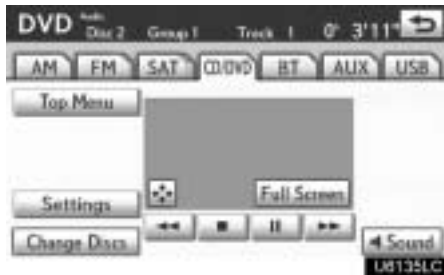 DVD Audio Disc 2 Group 1 Track 1 0° 3'11"
AM FM SAT CD/DVD BT AUX USB
Top Menu
Full Screen
Settings
Change Discs
Sound
U6135LC